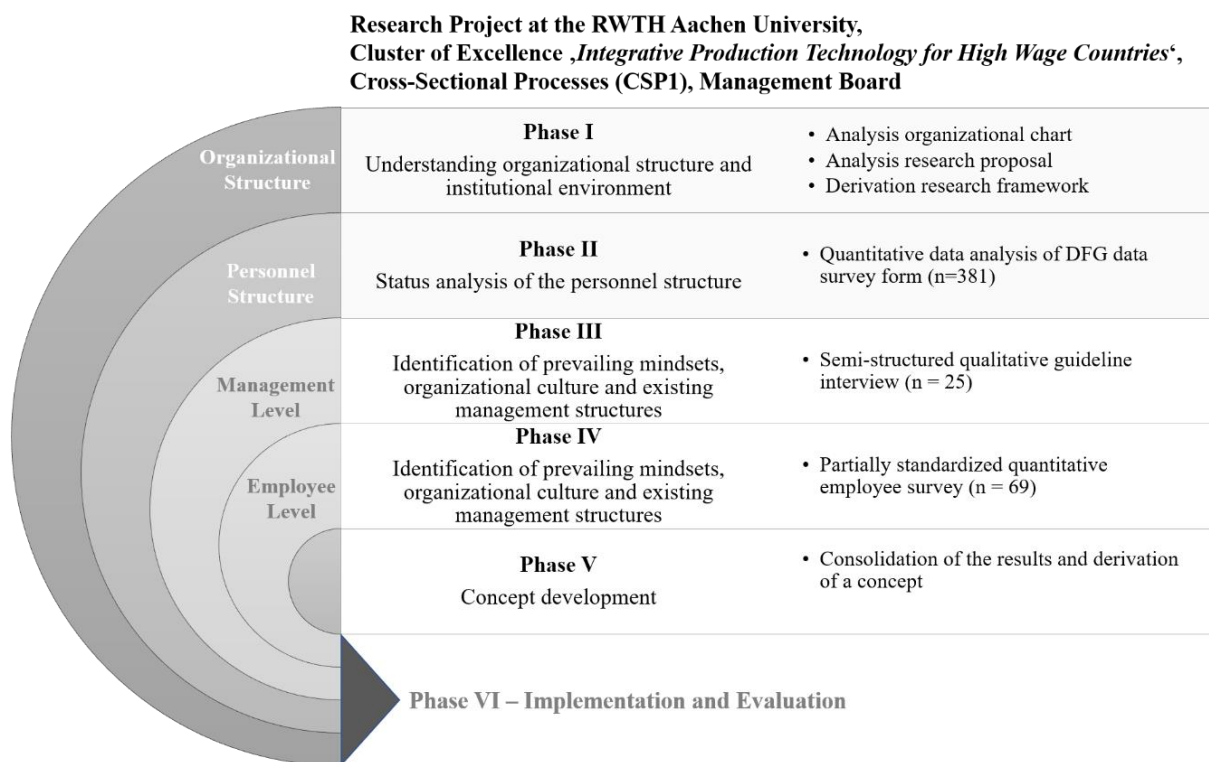 Research Project at the RWTH Aachen University,
Cluster of Excellence ‚Integrative Production Technology for High Wage Countries‘,
Cross-Sectional Processes (CSP1), Management Board
Organizational
Structure
Phase I
Understanding organizational structure and
institutional environment
• Analysis organizational chart
• Analysis research proposal
• Derivation research framework
Personnel
Structure
Phase II
Status analysis of the personnel structure
• Quantitative data analysis of DFG data
survey form (n=381)
Management
Level
Phase III
Identification of prevailing mindsets,
organizational culture and existing
management structures
• Semi-structured qualitative guideline
interview (n = 25)
Employee
Level
Phase IV
Identification of prevailing mindsets,
organizational culture and existing
management structures
• Partially standardized quantitative
employee survey (n = 69)
Phase V
Concept development
• Consolidation of the results and derivation
of a concept
Phase VI – Implementation and Evaluation